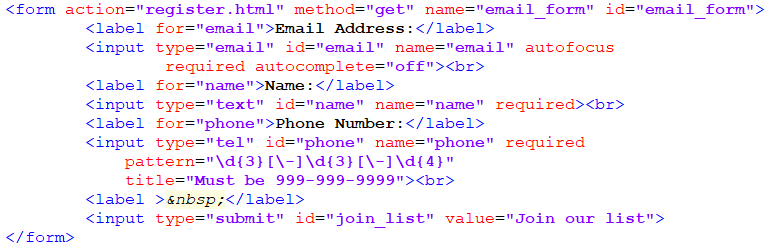 <form action="register.html" method="get" name="email_form" id="email_form">
<label for="email">Email Address:</label>
<input type="email" id="email" name="email" autofocus
required autocomplete="off"><br>
<label for="name">Name:</label>
<input type="text" id="name" name="name" required><br>
<label for="phone">Phone Number:</label>
<input type="tel" id="phone" name="phone" required
pattern="\d{3}[\-]\d{3}[\-]\d{4}"
title="Must be 999-999-9999"><br>
<label >&nbsp;</label>
<input type="submit" id="join_list" value="Join our list">
</form>